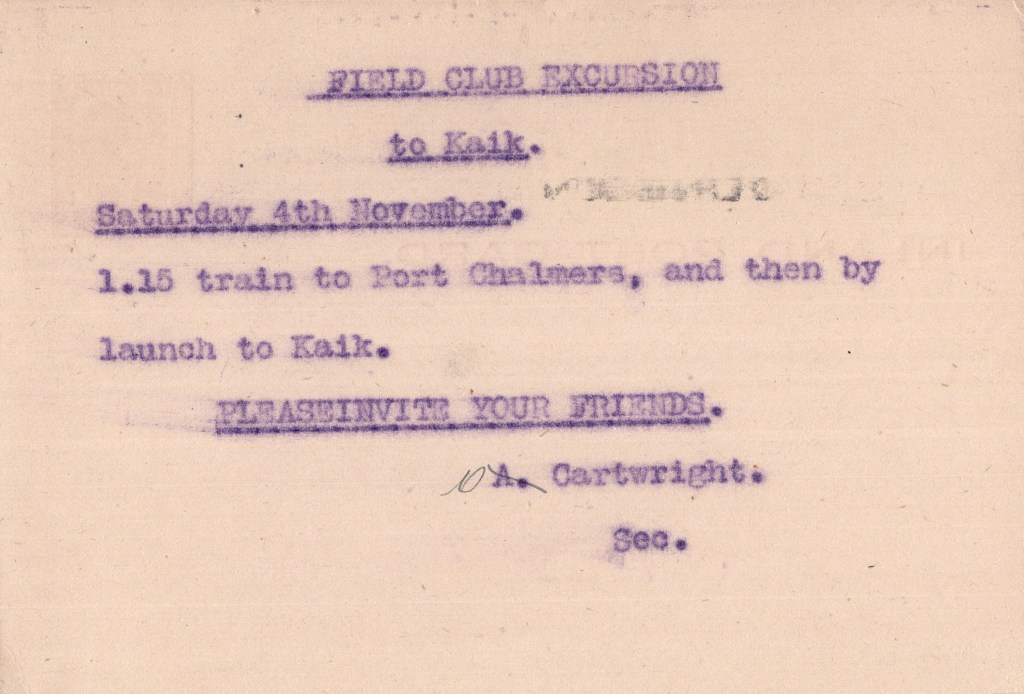 FIELD CLUB EXCURSION
to Kaik.
Saturday 4th November.
1.15 train to Port Chalmers, and then by
launch to Kaik.
PLEASEINVITE YOUR FRIENDS.
A. Cartwright.
Sec.